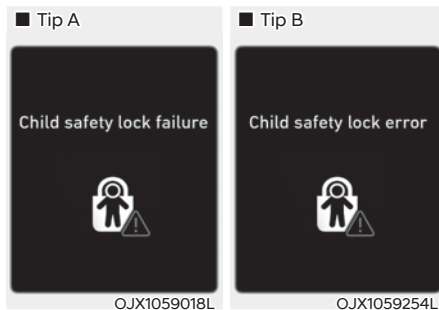 ■ Tip A
Child safety lock failure
OJX1059018L
■ Tip B
Child safety lock error
OJX1059254L